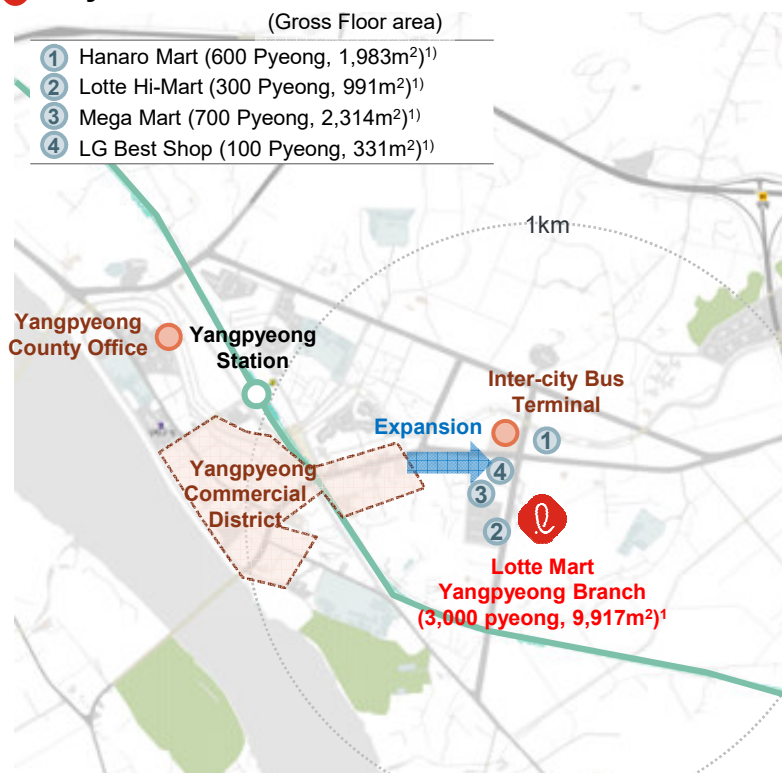 (Gross Floor area)
1 Hanaro Mart (600 Pyeong, 1,983m²)¹⁾
2 Lotte Hi-Mart (300 Pyeong, 991m²)¹⁾
3 Mega Mart (700 Pyeong, 2,314m²)¹⁾
4 LG Best Shop (100 Pyeong, 331m²)¹⁾
1km
Yangpyeong
County Office
Yangpyeong
Station
Inter-city Bus
Terminal
Expansion
1
4
Yangpyeong
Commercial
District
3
2
Lotte Mart
Yangpyeong Branch
(3,000 pyeong, 9,917m²)¹